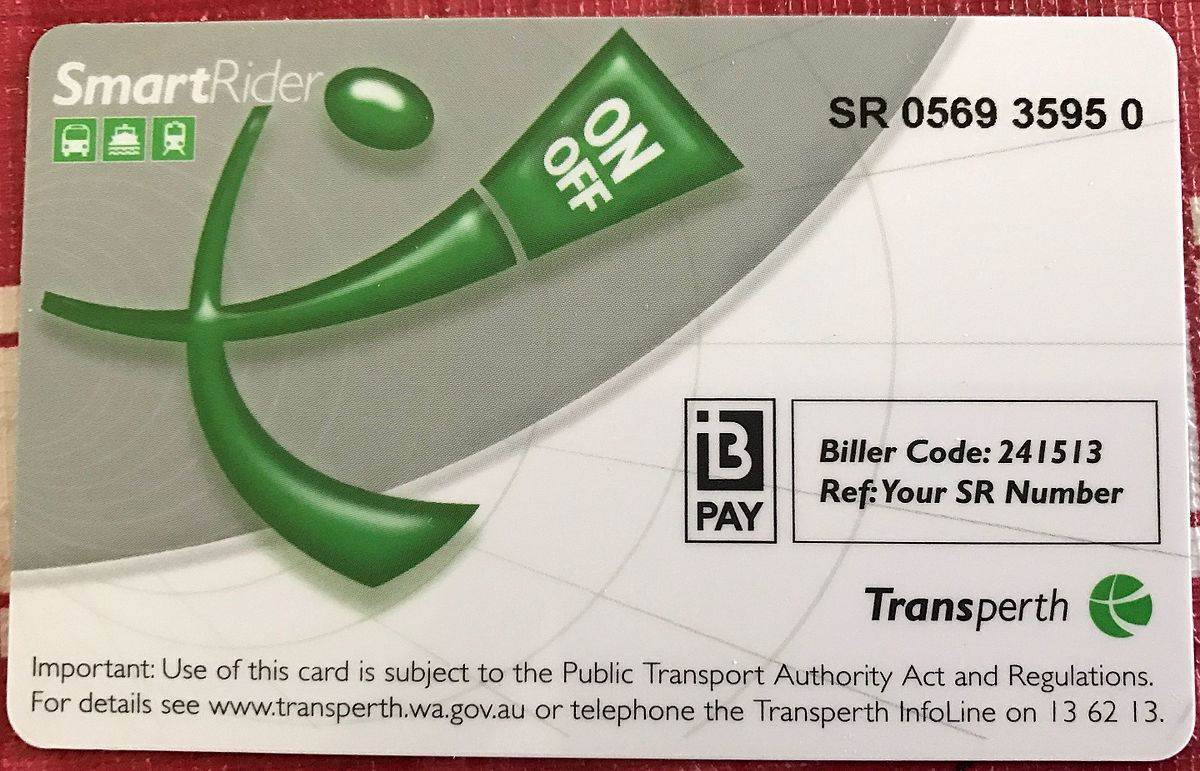 SmartRider
ON
OFF
SR 0569 3595 0
B
PAY
Biller Code: 241513
Ref: Your SR Number
Transperth
Important: Use of this card is subject to the Public Transport Authority Act and Regulations.
For details see www.transperth.wa.gov.au or telephone the Transperth InfoLine on 13 62 13.